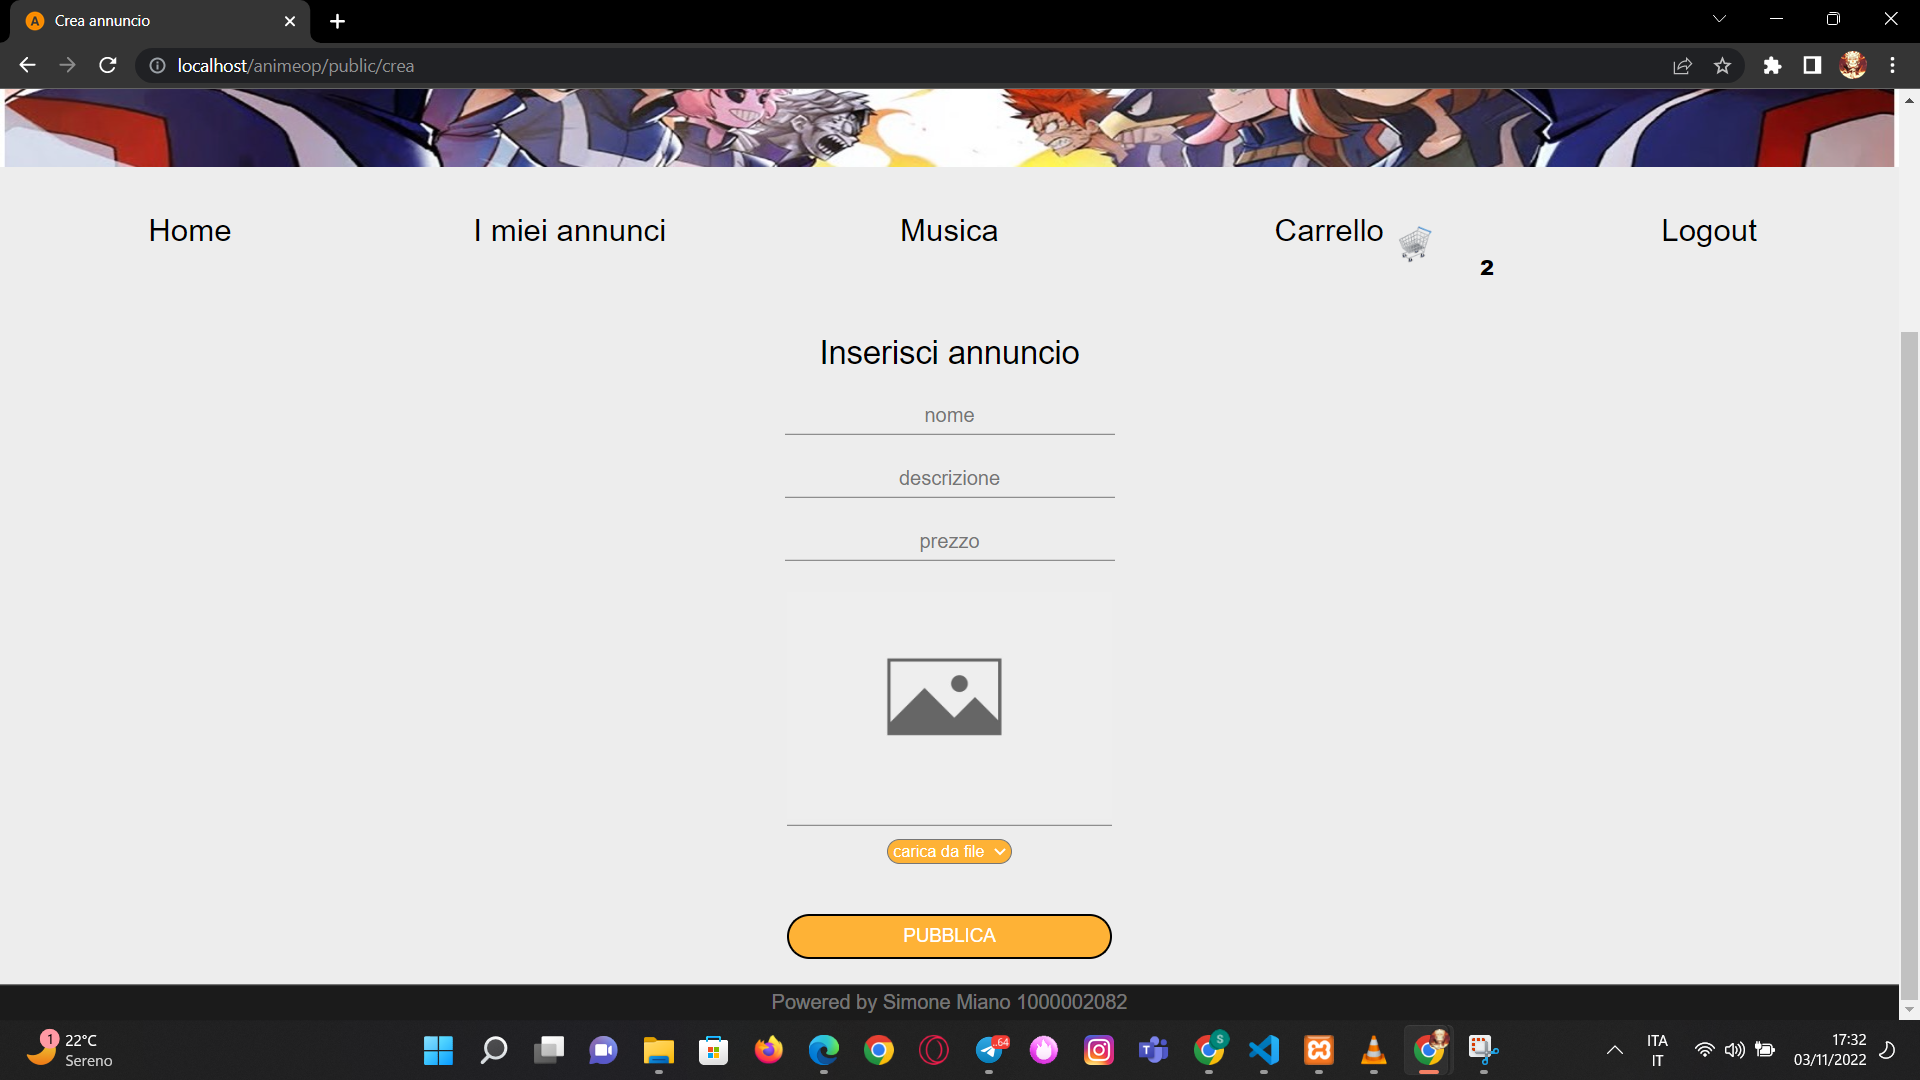 Crea annuncio
localhost/animeop/public/crea
Home
I miei annunci
Musica
Carrello
2
Logout
Inserisci annuncio
nome
descrizione
prezzo
carica da file
PUBBLICA
Powered by Simone Miano 1000002082
1
22°C
Sereno
.64
S
ITA
IT
17:32
03/11/2022